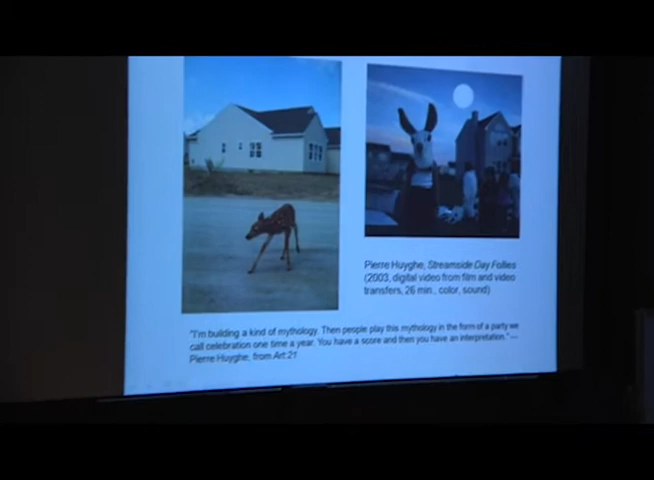 Pierre Huyghe, Streamside Day Follies
(2003, digital video from film and video
transfers, 26 min., color, sound)
"I'm building a kind of mythology. Then people play this mythology in the form of a party we
call celebration one time a year. You have a score and then you have an interpretation." —
Pierre Huyghe, from Art:21